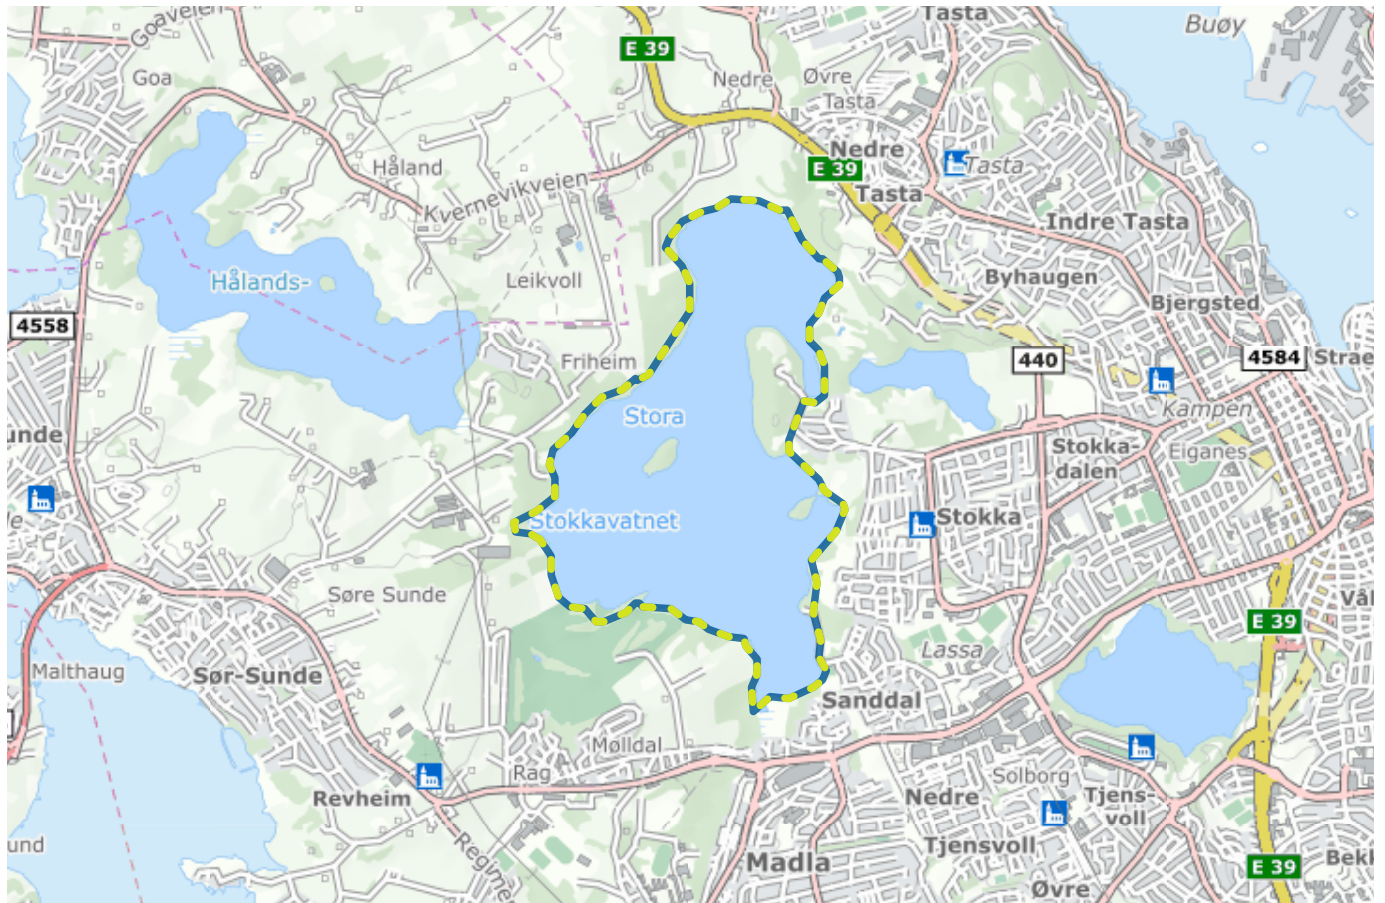 Goaveien
Goa
E 39
Nedre
Øvre
Tasta
Tasta
Buøy
Håland
Kvernevikveien
Nedre
E 39
Tasta
Tasta
Indre Tasta
Byhaugen
Bjergsted
Hålands-
Leikvoll
4558
Friheim
440
4584
Stora
Kampen
Stokka-
dalen
Eiganes
Stokkavatnet
Stokka
Søre Sunde
Malthaug
Sør-Sunde
Lassa
E 39
Sanddal
Mølldal
Rag
Revheim
Solborg
Nedre
Tjensvoll
Tjens-
voll
Madla
Øvre
E 39